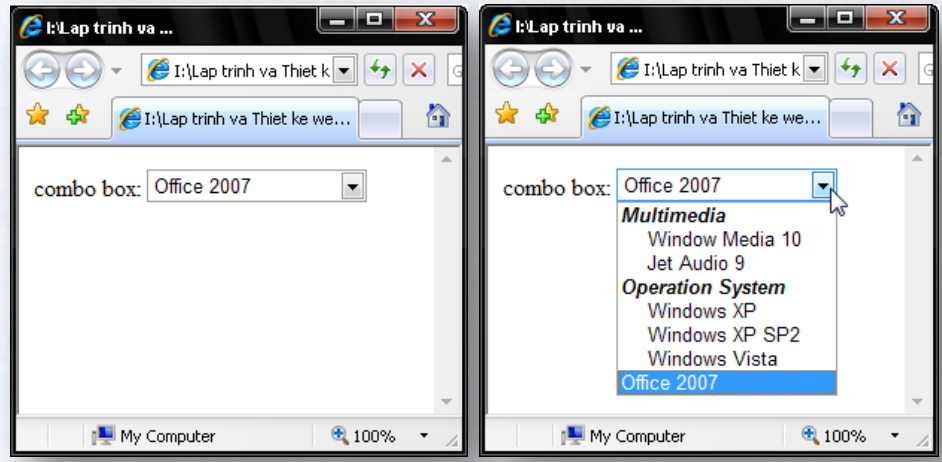 I:\Lap trinh va ...
I:\Lap trinh va Thiet k
G
I:\Lap trinh va Thiet ke we...
combo box: Office 2007
My Computer
100%
I:\Lap trinh va ...
I:\Lap trinh va Thiet k
G
I:\Lap trinh va Thiet ke we...
combo box: Office 2007
Multimedia
Window Media 10
Jet Audio 9
Operation System
Windows XP
Windows XP SP2
Windows Vista
Office 2007
My Computer
100%